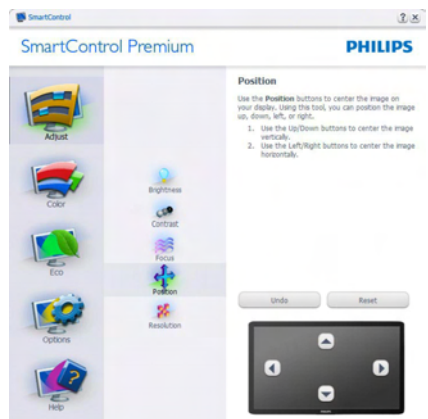 SmartControl
SmartControl Premium
PHILIPS
Adjust
Color
Eco
Options
Help
Brightness
Contrast
Focus
Position
Resolution
Position
Use the Position buttons to center the image on
your display. Using this tool, you can position the image
up, down, left, or right.
1. Use the Up/Down buttons to center the image
vertically.
2. Use the Left/Right buttons to center the image
horizontally.
Undo
Reset